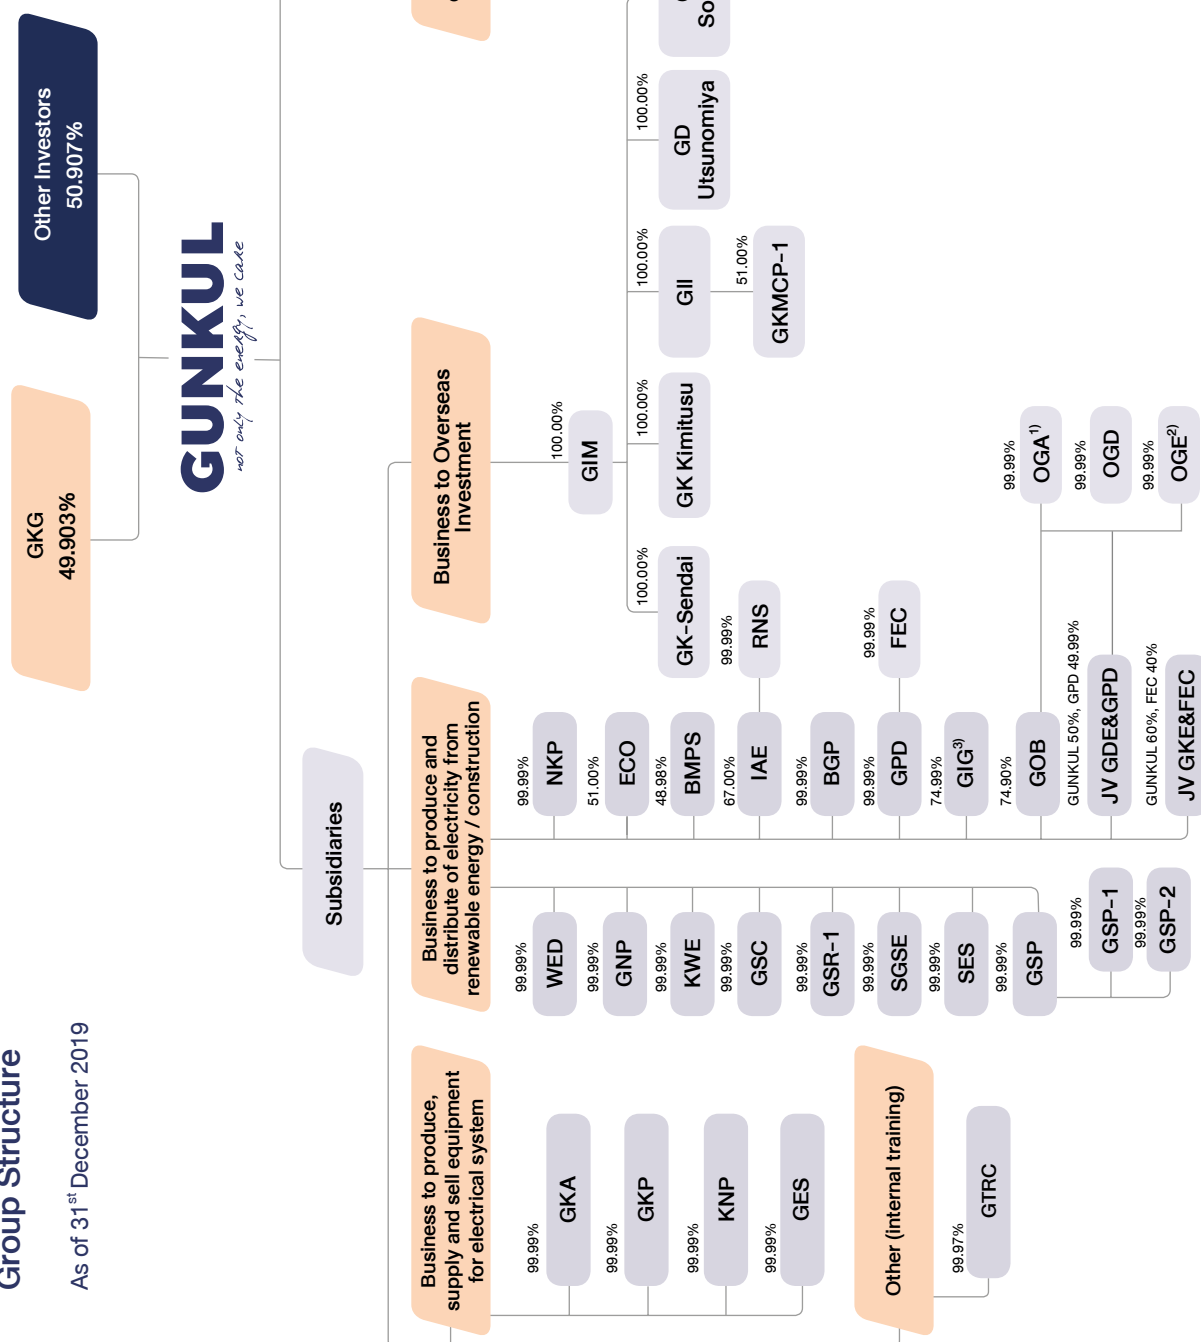 Group Structure
As of 31st December 2019
GKG
49.903%
Other Investors
50.907%
GUNKUL
not only the energy, we care
Subsidiaries
Business to produce,
supply and sell equipment
for electrical system
99.99%
GKA
99.99%
GKP
99.99%
KNP
99.99%
GES
Other (internal training)
99.97%
GTRC
Business to produce and
distribute of electricity from
renewable energy / construction
99.99%
WED
99.99%
GNP
99.99%
KWE
99.99%
GSC
99.99%
GSR-1
99.99%
SGSE
99.99%
SES
99.99%
GSP
99.99%
GSP-1
99.99%
GSP-2
99.99%
NKP
51.00%
ECO
48.98%
BMPS
67.00%
IAE
99.99%
RNS
99.99%
BGP
99.99%
GPD
99.99%
FEC
74.99%
GIG3)
74.90%
GOB
GUNKUL 50%, GPD 49.99%
JV GDE&GPD
GUNKUL 60%, FEC 40%
JV GKE&FEC
99.99%
OGA1)
99.99%
OGD
99.99%
OGE2)
Business to Overseas
Investment
100.00%
GIM
100.00%
GK-Sendai
100.00%
GK Kimitusu
100.00%
GII
51.00%
GKMCP-1
100.00%
GD
Utsunomiya
So